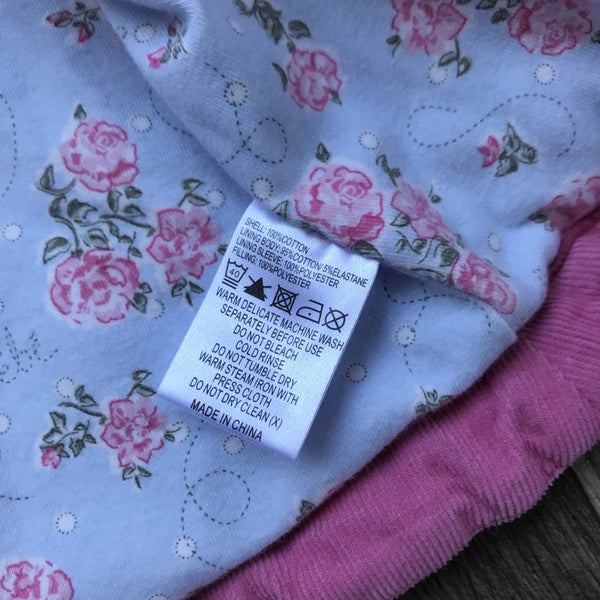 SHELL: 100%COTTON
LINING BODY: 95%COTTON/5%ELASTANE
LINING SLEEVE: 100%POLYESTER
FILLING: 100%POLYESTER
40
WARM DELICATE MACHINE WASH
SEPARATELY BEFORE USE
DO NOT BLEACH
COLD RINSE
DO NOT TUMBLE DRY
WARM STEAM IRON WITH
PRESS CLOTH
DO NOT DRY CLEAN (X)
MADE IN CHINA